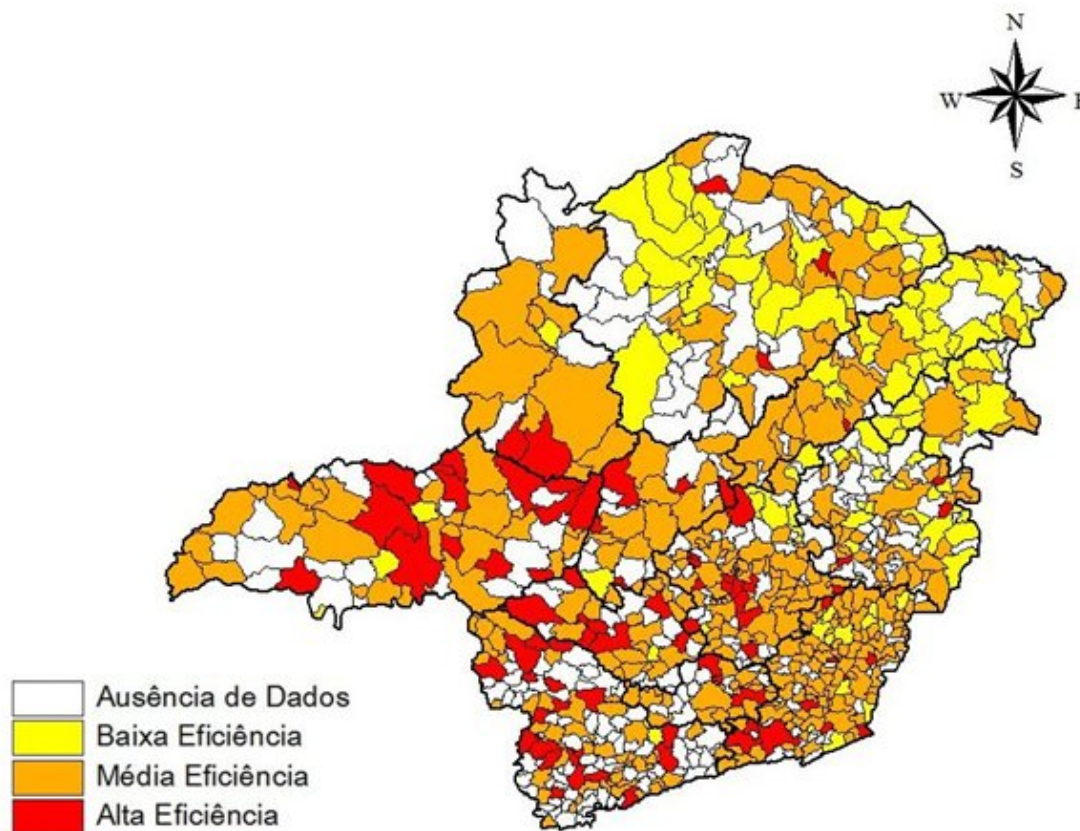 N
W
S
Ausência de Dados
Baixa Eficiência
Média Eficiência
Alta Eficiência